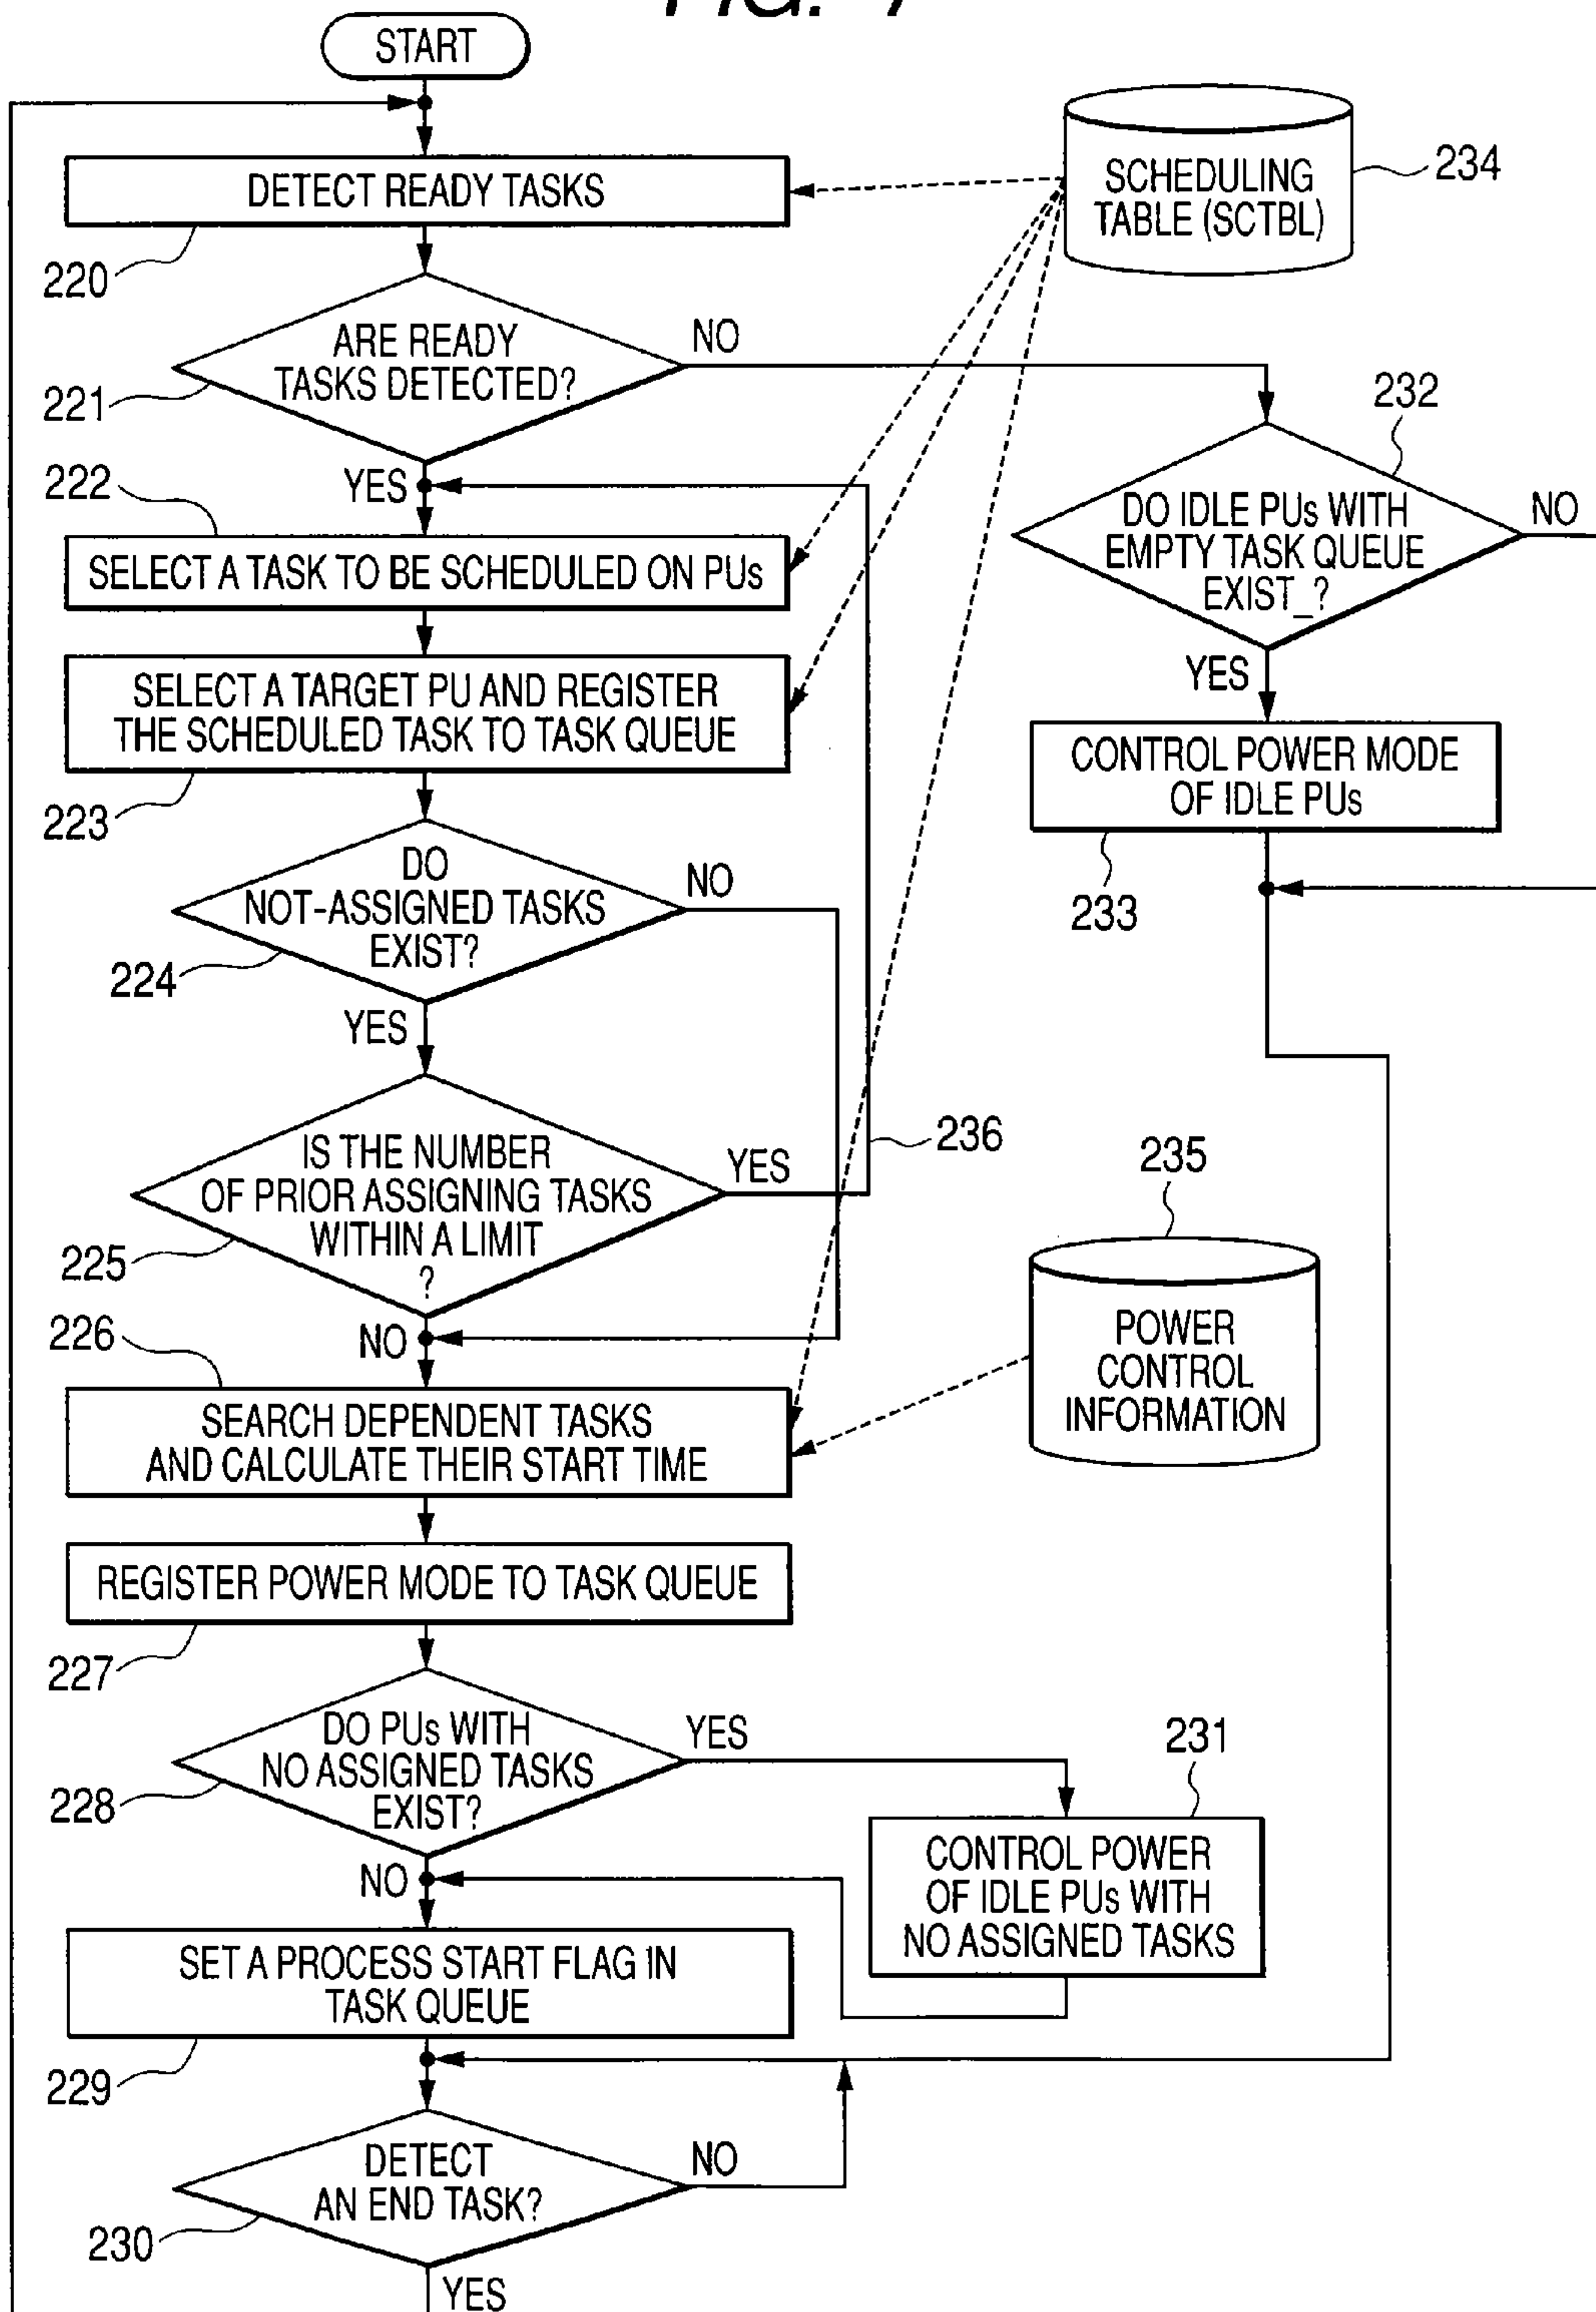 FIG.
START
DETECT READY TASKS
220
SCHEDULING
TABLE (SCTBL)
234
ARE READY
TASKS DETECTED?
221
NO
YES
232
DO IDLE PUs WITH
EMPTY TASK QUEUE
EXIST_?
NO
YES
222
SELECT A TASK TO BE SCHEDULED ON PUs
SELECT A TARGET PU AND REGISTER
THE SCHEDULED TASK TO TASK QUEUE
223
CONTROL POWER MODE
OF IDLE PUs
233
DO
NOT-ASSIGNED TASKS
EXIST?
224
NO
YES
IS THE NUMBER
OF PRIOR ASSIGNING TASKS
WITHIN A LIMIT
?
225
YES
236
NO
235
POWER
CONTROL
INFORMATION
226
SEARCH DEPENDENT TASKS
AND CALCULATE THEIR START TIME
REGISTER POWER MODE TO TASK QUEUE
227
DO PUs WITH
NO ASSIGNED TASKS
EXIST?
228
YES
NO
231
CONTROL POWER
OF IDLE PUs WITH
NO ASSIGNED TASKS
SET A PROCESS START FLAG IN
TASK QUEUE
229
DETECT
AN END TASK?
230
NO
YES